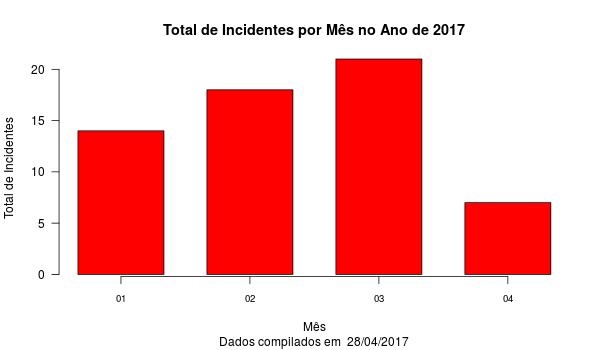 Total de Incidentes por Mês no Ano de 2017
Total de Incidentes
20
15
10
5
0
01 02 03 04
Mês
Dados compilados em  28/04/2017